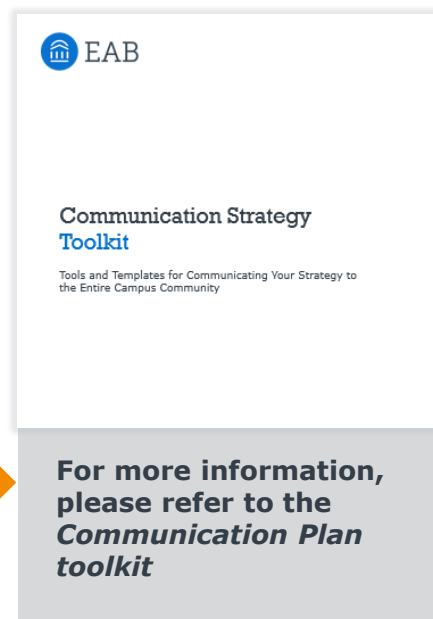 EAB
Communication Strategy
Toolkit
Tools and Templates for Communicating Your Strategy to
the Entire Campus Community
For more information,
please refer to the
Communication Plan
toolkit